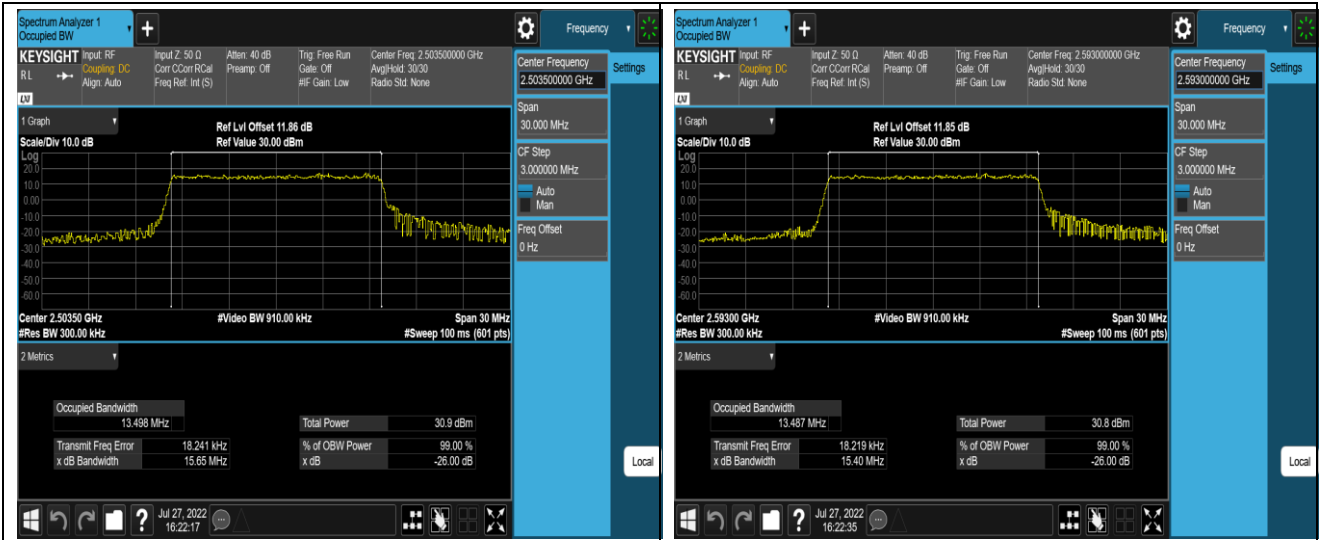 Spectrum Analyzer 1
Occupied BW
+
Frequency
KEYSIGHT
RL
LXI
Input: RF
Coupling: DC
Align: Auto
Input Z: 50 Ω
Corr CCorr RCal
Freq Ref: Int (S)
Atten: 40 dB
Preamp: Off
Trig: Free Run
Gate: Off
#IF Gain: Low
Center Freq: 2.503500000 GHz
Avg|Hold: 30/30
Radio Std: None
Center Frequency
2.503500000 GHz
Settings
Span
30.000 MHz
CF Step
3.000000 MHz
Auto
Man
Freq Offset
0 Hz
Local
1 Graph
Scale/Div 10.0 dB
Ref Lvl Offset 11.86 dB
Ref Value 30.00 dBm
Log
20.0
10.0
0.00
-10.0
-20.0
-30.0
-40.0
-50.0
-60.0
Center 2.50350 GHz
#Video BW 910.00 kHz
Span 30 MHz
#Res BW 300.00 kHz
#Sweep 100 ms (601 pts)
2 Metrics
Occupied Bandwidth
13.498 MHz
Total Power 30.9 dBm
Transmit Freq Error 18.241 kHz
% of OBW Power 99.00 %
x dB Bandwidth 15.65 MHz
x dB -26.00 dB
?
Jul 27, 2022
16:22:17
Spectrum Analyzer 1
Occupied BW
+
Frequency
KEYSIGHT
RL
LXI
Input: RF
Coupling: DC
Align: Auto
Input Z: 50 Ω
Corr CCorr RCal
Freq Ref: Int (S)
Atten: 40 dB
Preamp: Off
Trig: Free Run
Gate: Off
#IF Gain: Low
Center Freq: 2.593000000 GHz
Avg|Hold: 30/30
Radio Std: None
Center Frequency
2.593000000 GHz
Settings
Span
30.000 MHz
CF Step
3.000000 MHz
Auto
Man
Freq Offset
0 Hz
Local
1 Graph
Scale/Div 10.0 dB
Ref Lvl Offset 11.85 dB
Ref Value 30.00 dBm
Log
20.0
10.0
0.00
-10.0
-20.0
-30.0
-40.0
-50.0
-60.0
Center 2.59300 GHz
#Video BW 910.00 kHz
Span 30 MHz
#Res BW 300.00 kHz
#Sweep 100 ms (601 pts)
2 Metrics
Occupied Bandwidth
13.487 MHz
Total Power 30.8 dBm
Transmit Freq Error 18.219 kHz
% of OBW Power 99.00 %
x dB Bandwidth 15.40 MHz
x dB -26.00 dB
?
Jul 27, 2022
16:22:35